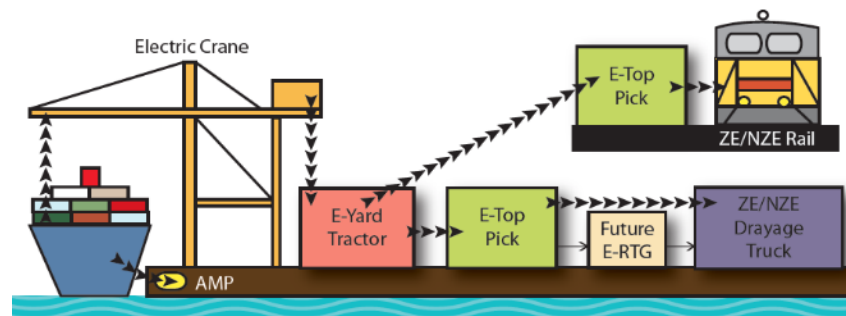 Electric Crane
E-Top
Pick
ZE/NZE Rail
E-Yard
Tractor
E-Top
Pick
Future
E-RTG
ZE/NZE
Drayage
Truck
AMP